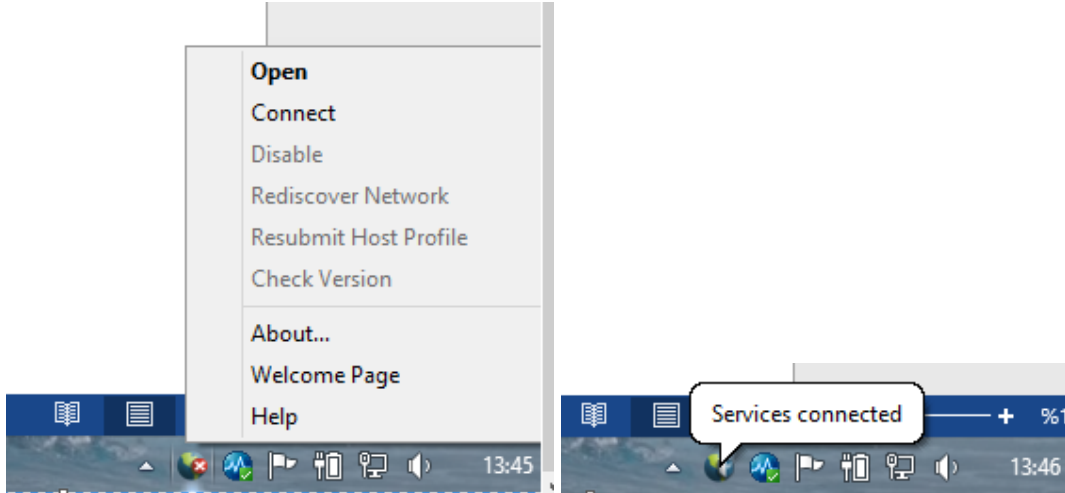 Open
Connect
Disable
Rediscover Network
Resubmit Host Profile
Check Version
About...
Welcome Page
Help
13:45
Services connected
%1
13:46